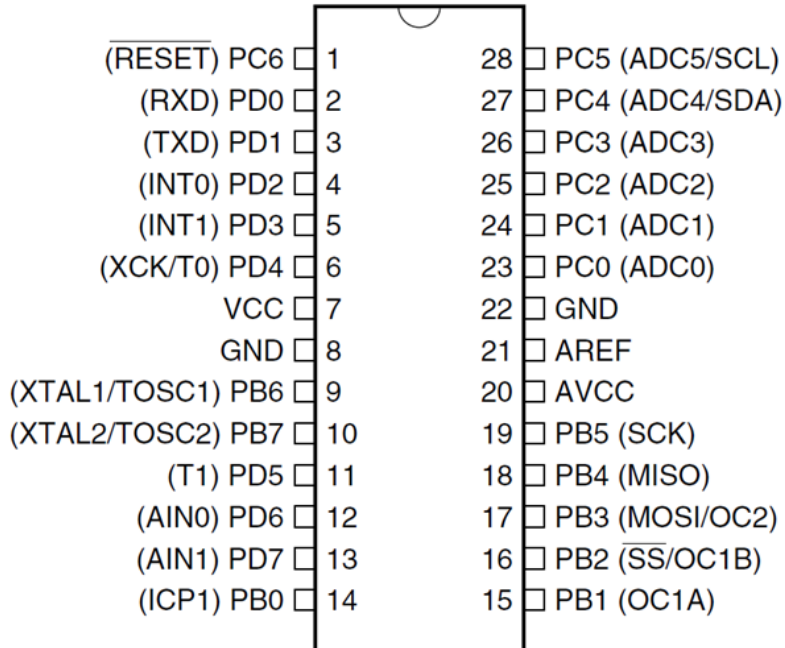 (RESET) PC6 1 28 PC5 (ADC5/SCL)
(RXD) PD0 2 27 PC4 (ADC4/SDA)
(TXD) PD1 3 26 PC3 (ADC3)
(INT0) PD2 4 25 PC2 (ADC2)
(INT1) PD3 5 24 PC1 (ADC1)
(XCK/T0) PD4 6 23 PC0 (ADC0)
VCC 7 22 GND
GND 8 21 AREF
(XTAL1/TOSC1) PB6 9 20 AVCC
(XTAL2/TOSC2) PB7 10 19 PB5 (SCK)
(T1) PD5 11 18 PB4 (MISO)
(AIN0) PD6 12 17 PB3 (MOSI/OC2)
(AIN1) PD7 13 16 PB2 (SS/OC1B)
(ICP1) PB0 14 15 PB1 (OC1A)